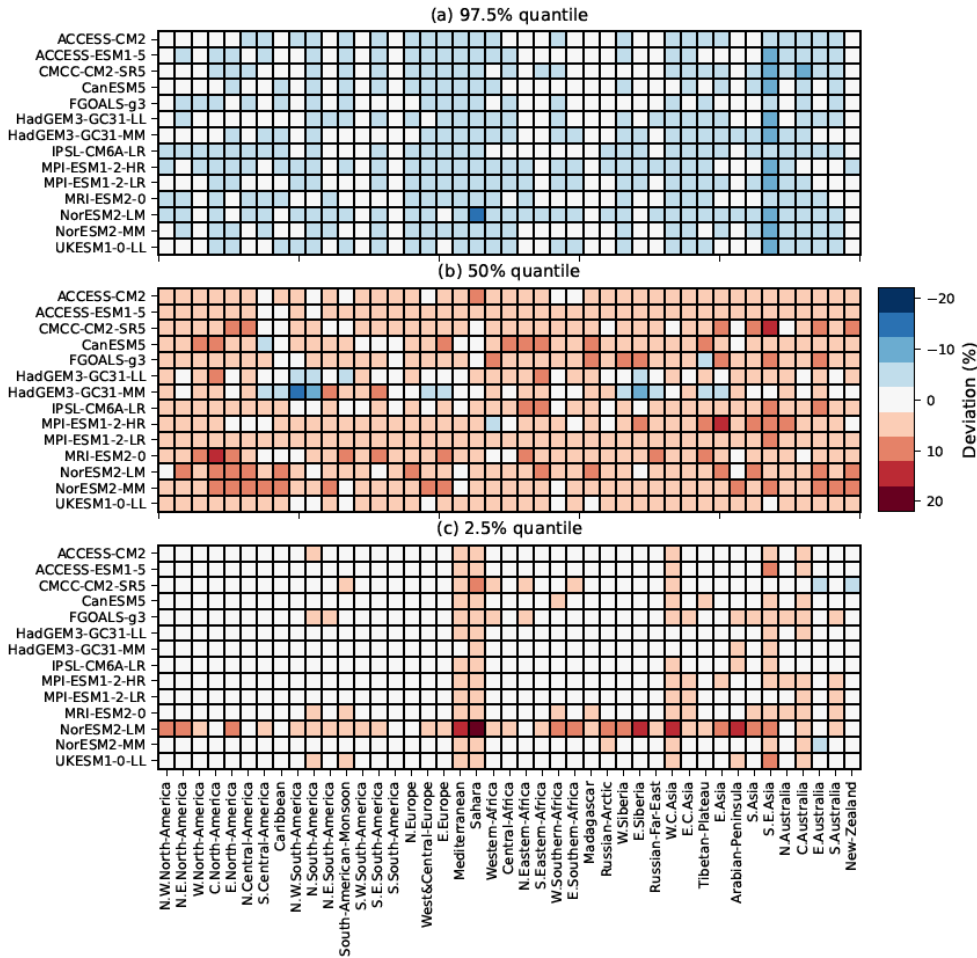 (a) 97.5% quantile
ACCESS-CM2
ACCESS-ESM1-5
CMCC-CM2-SR5
CanESM5
FGOALS-g3
HadGEM3-GC31-LL
HadGEM3-GC31-MM
IPSL-CM6A-LR
MPI-ESM1-2-HR
MPI-ESM1-2-LR
MRI-ESM2-0
NorESM2-LM
NorESM2-MM
UKESM1-0-LL
(b) 50% quantile
ACCESS-CM2
ACCESS-ESM1-5
CMCC-CM2-SR5
CanESM5
FGOALS-g3
HadGEM3-GC31-LL
HadGEM3-GC31-MM
IPSL-CM6A-LR
MPI-ESM1-2-HR
MPI-ESM1-2-LR
MRI-ESM2-0
NorESM2-LM
NorESM2-MM
UKESM1-0-LL
-20
-10
0
10
20
Deviation (%)
(c) 2.5% quantile
ACCESS-CM2
ACCESS-ESM1-5
CMCC-CM2-SR5
CanESM5
FGOALS-g3
HadGEM3-GC31-LL
HadGEM3-GC31-MM
IPSL-CM6A-LR
MPI-ESM1-2-HR
MPI-ESM1-2-LR
MRI-ESM2-0
NorESM2-LM
NorESM2-MM
UKESM1-0-LL
N.W.North-America
N.E.North-America
W.North-America
C.North-America
E.North-America
N.Central-America
S.Central-America
Caribbean
N.W.South-America
N.South-America
N.E.South-America
South-American-Monsoon
S.W.South-America
S.E.South-America
S.South-America
N.Europe
West&Central-Europe
E.Europe
Mediterranean
Sahara
Western-Africa
Central-Africa
N.Eastern-Africa
S.Eastern-Africa
W.Southern-Africa
E.Southern-Africa
Madagascar
Russian-Arctic
W.Siberia
E.Siberia
Russian-Far-East
W.C.Asia
E.C.Asia
Tibetan-Plateau
E.Asia
Arabian-Peninsula
S.Asia
S.E.Asia
N.Australia
C.Australia
E.Australia
S.Australia
New-Zealand